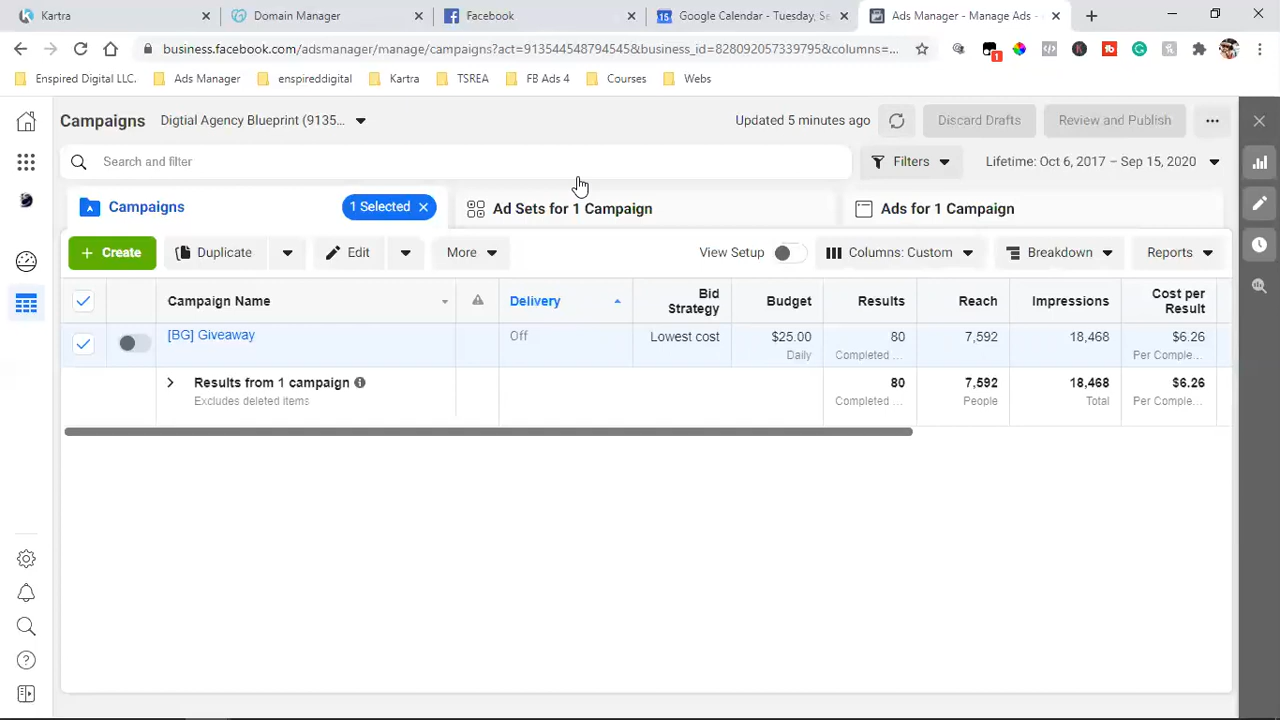 Kartra
Domain Manager
Facebook
Google Calendar - Tuesday, Se
Ads Manager - Manage Ads -
business.facebook.com/adsmanager/manage/campaigns?act=913544548794545&business_id=828092057339795&columns=...
1
Enspired Digital LLC.
Ads Manager
enspireddigital
Kartra
TSREA
FB Ads 4
Courses
Webs
Campaigns
Digtial Agency Blueprint (9135...
Updated 5 minutes ago
Discard Drafts
Review and Publish
Search and filter
Filters
Lifetime: Oct 6, 2017 – Sep 15, 2020
Campaigns
1 Selected
Ad Sets for 1 Campaign
Ads for 1 Campaign
+ Create
Duplicate
Edit
More
View Setup
Columns: Custom
Breakdown
Reports
Campaign Name
Delivery
Bid Strategy
Budget
Results
Reach
Impressions
Cost per Result
[BG] Giveaway
Off
Lowest cost
$25.00
Daily
80
Completed ...
7,592
18,468
$6.26
Per Comple...
Results from 1 campaign
Excludes deleted items
80
Completed ...
7,592
People
18,468
Total
$6.26
Per Comple...